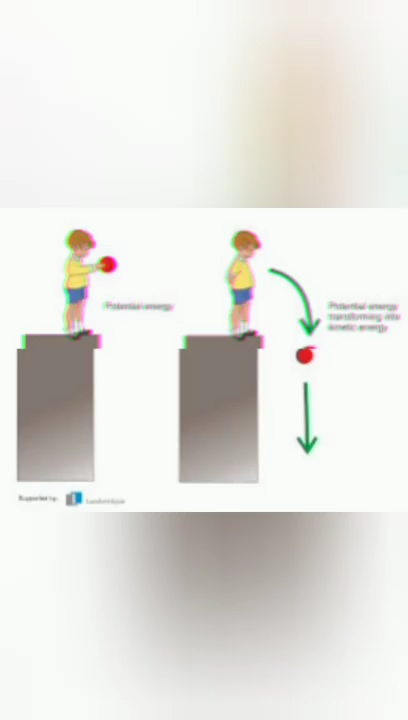 Potential energy
Potential energy
transforming into
kinetic energy
Supported by: